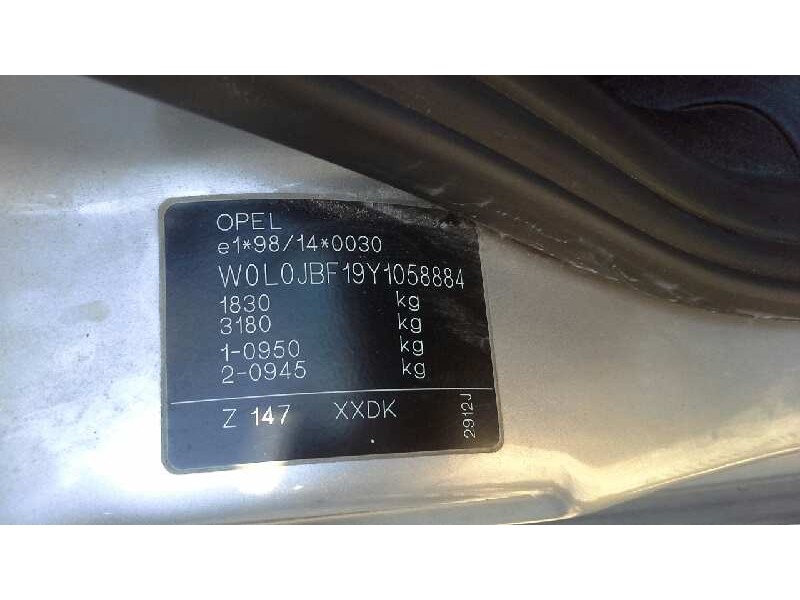 OPEL
e1*98/14*0030
W0L0JBF19Y1058884
1830 kg
3180 kg
1-0950 kg
2-0945 kg
Z 147 XXDK
2912J